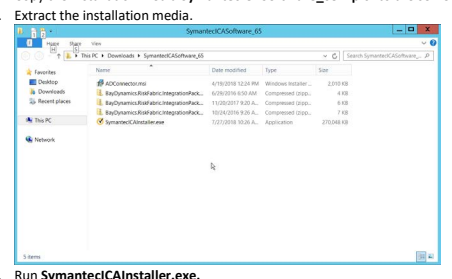 Extract the installation media.
SymantecICASoftware_65
Home Share View
This PC ▸ Downloads ▸ SymantecICASoftware_65
Search SymantecICASoftware_...
Name Date modified Type Size
Favorites
Desktop
Downloads
Recent places
This PC
Network
ADConnector.msi 4/19/2018 12:24 PM Windows Installer ... 2,010 KB
BayDynamics.RiskFabric.IntegrationPack... 6/29/2016 6:50 AM Compressed (zipp... 4 KB
BayDynamics.RiskFabric.IntegrationPack... 11/20/2017 9:20 A... Compressed (zipp... 6 KB
BayDynamics.RiskFabric.IntegrationPack... 10/24/2016 9:26 A... Compressed (zipp... 7 KB
SymantecICAInstaller.exe 7/27/2018 10:26 A... Application 270,048 KB
5 items
Run SymantecICAInstaller.exe.